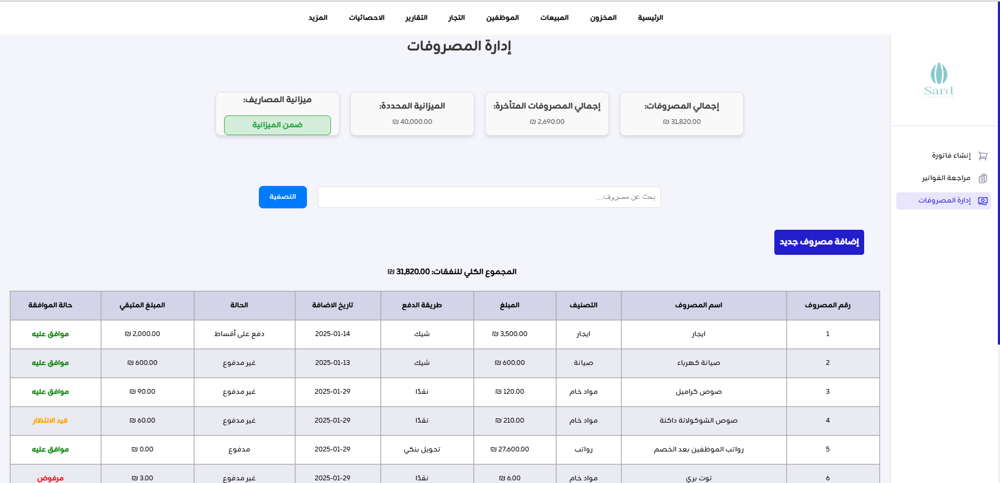 الرئيسية المخزون المبيعات الموظفين التجار التقارير الاحصائيات المزيد
Sard
إنشاء فاتورة
مراجعة الفواتير
إدارة المصروفات
إدارة المصروفات
إجمالي المصروفات:
31,820.00 ₪
إجمالي المصروفات المتأخرة:
2,690.00 ₪
الميزانية المحددة:
40,000.00 ₪
ميزانية المصاريف:
ضمن الميزانية
بحث عن مصروف...
التصفية
إضافة مصروف جديد
المجموع الكلي للنفقات: 31,820.00 ₪
رقم المصروف اسم المصروف التصنيف المبلغ طريقة الدفع تاريخ الاضافة الحالة المبلغ المتبقي حالة الموافقة
1 ايجار ايجار 3,500.00 ₪ شيك 2025-01-14 دفع على أقساط 2,000.00 ₪ موافق عليه
2 صيانة كهرباء صيانة 600.00 ₪ شيك 2025-01-13 غير مدفوع 600.00 ₪ موافق عليه
3 صوص كراميل مواد خام 120.00 ₪ نقدًا 2025-01-29 غير مدفوع 90.00 ₪ موافق عليه
4 صوص الشوكولاتة داكنة مواد خام 210.00 ₪ نقدًا 2025-01-29 غير مدفوع 60.00 ₪ قيد الانتظار
5 رواتب الموظفين بعد الخصم رواتب 27,600.00 ₪ تحويل بنكي 2025-01-29 مدفوع 0.00 ₪ موافق عليه
6 توت بري مواد خام 6.00 ₪ نقدًا 2025-01-29 غير مدفوع 3.00 ₪ مرفوض